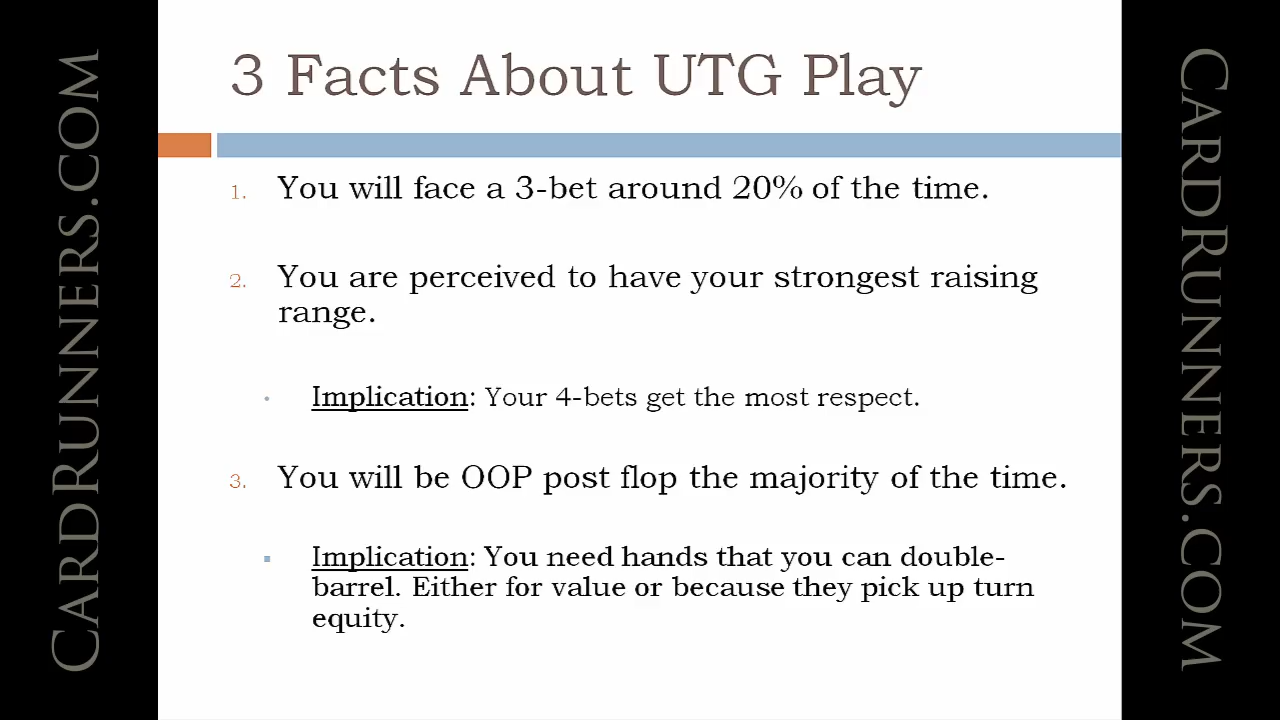 CARDRUNNERS.COM
3 Facts About UTG Play
1. You will face a 3-bet around 20% of the time.
2. You are perceived to have your strongest raising
range.
• Implication: Your 4-bets get the most respect.
3. You will be OOP post flop the majority of the time.
▪ Implication: You need hands that you can double-
barrel. Either for value or because they pick up turn
equity.
CARDRUNNERS.COM